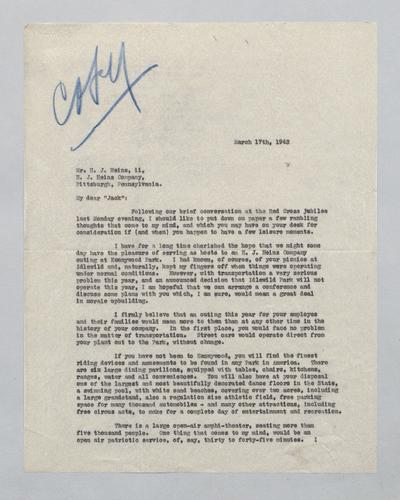 COPY
March 17th, 1943
Mr. H. J. Heinz, ii,
H. J. Heinz Company,
Pittsburgh, Pennsylvania.
My dear "Jack":
Following our brief conversation at the Red Cross jubilee
last Monday evening, I should like to put down on paper a few rambling
thoughts that come to my mind, and which you may have on your desk for
consideration if (and when) you happen to have a few leisure moments.
I have for a long time cherished the hope that we might some
day have the pleasure of serving as hosts to an H. J. Heinz Company
outing at Kennywood Park. I had known, of course, of your picnics at
Idlewild and, naturally, kept my fingers off when things were operating
under normal conditions. However, with transportation a very serious
problem this year, and an announced decision that Idlewild Park will not
operate this year, I am hopeful that we can arrange a conference and
discuss some plans with you which, I am sure, would mean a great deal
in morale upbuilding.
I firmly believe that an outing this year for your employes
and their families would mean more to them than at any other time in the
history of your company. In the first place, you would face no problem
in the matter of transportation. Street cars would operate direct from
your plant out to the Park, without change.
If you have not been to Kennywood, you will find the finest
riding devices and amusements to be found in any Park in America. There
are six large dining pavilions, equipped with tables, chairs, kitchens,
ranges, water and all conveniences. You will also have at your disposal
one of the largest and most beautifully decorated dance floors in the State,
a swimming pool, with white sand beaches, covering over two acres, including
a large grandstand, also a regulation size athletic field, free parking
space for many thousand automobiles - and many other attractions, including
free circus acts, to make for a complete day of entertainment and recreation.
There is a large open-air amphi-theater, seating more than
five thousand people. One thing that comes to my mind, would be an
open air patriotic service, of, say, thirty to forty-five minutes. I